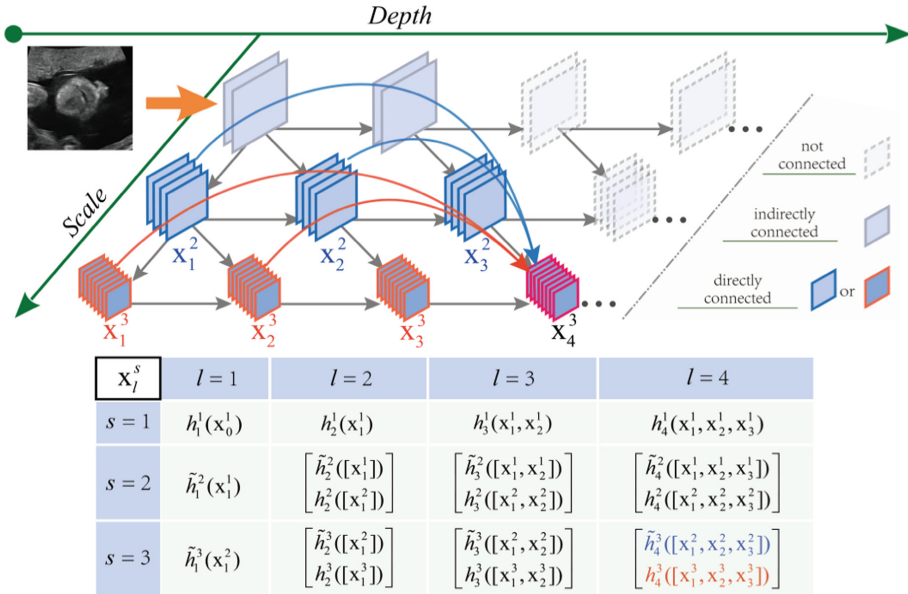 Depth
Scale
not
connected
indirectly
connected
directly
connected
or
x_1^2 x_2^2 x_3^2
x_1^3 x_2^3 x_3^3 x_4^3
x_l^s l = 1 l = 2 l = 3 l = 4
s = 1 h_1^1(x_0^1) h_2^1(x_1^1) h_3^1(x_1^1, x_2^1) h_4^1(x_1^1, x_2^1, x_3^1)
s = 2 h̃_1^2(x_1^1) [h̃_2^2([x_1^1]) h_2^2([x_1^2])] [h̃_3^2([x_1^1, x_2^1]) h_3^2([x_1^2, x_2^2])] [h̃_4^2([x_1^1, x_2^1, x_3^1]) h_4^2([x_1^2, x_2^2, x_3^2])]
s = 3 h̃_1^3(x_1^2) [h̃_2^3([x_1^2]) h_2^3([x_1^3])] [h̃_3^3([x_1^2, x_2^2]) h_3^3([x_1^3, x_2^3])] [h̃_4^3([x_1^2, x_2^2, x_3^2]) h_4^3([x_1^3, x_2^3, x_3^3])]